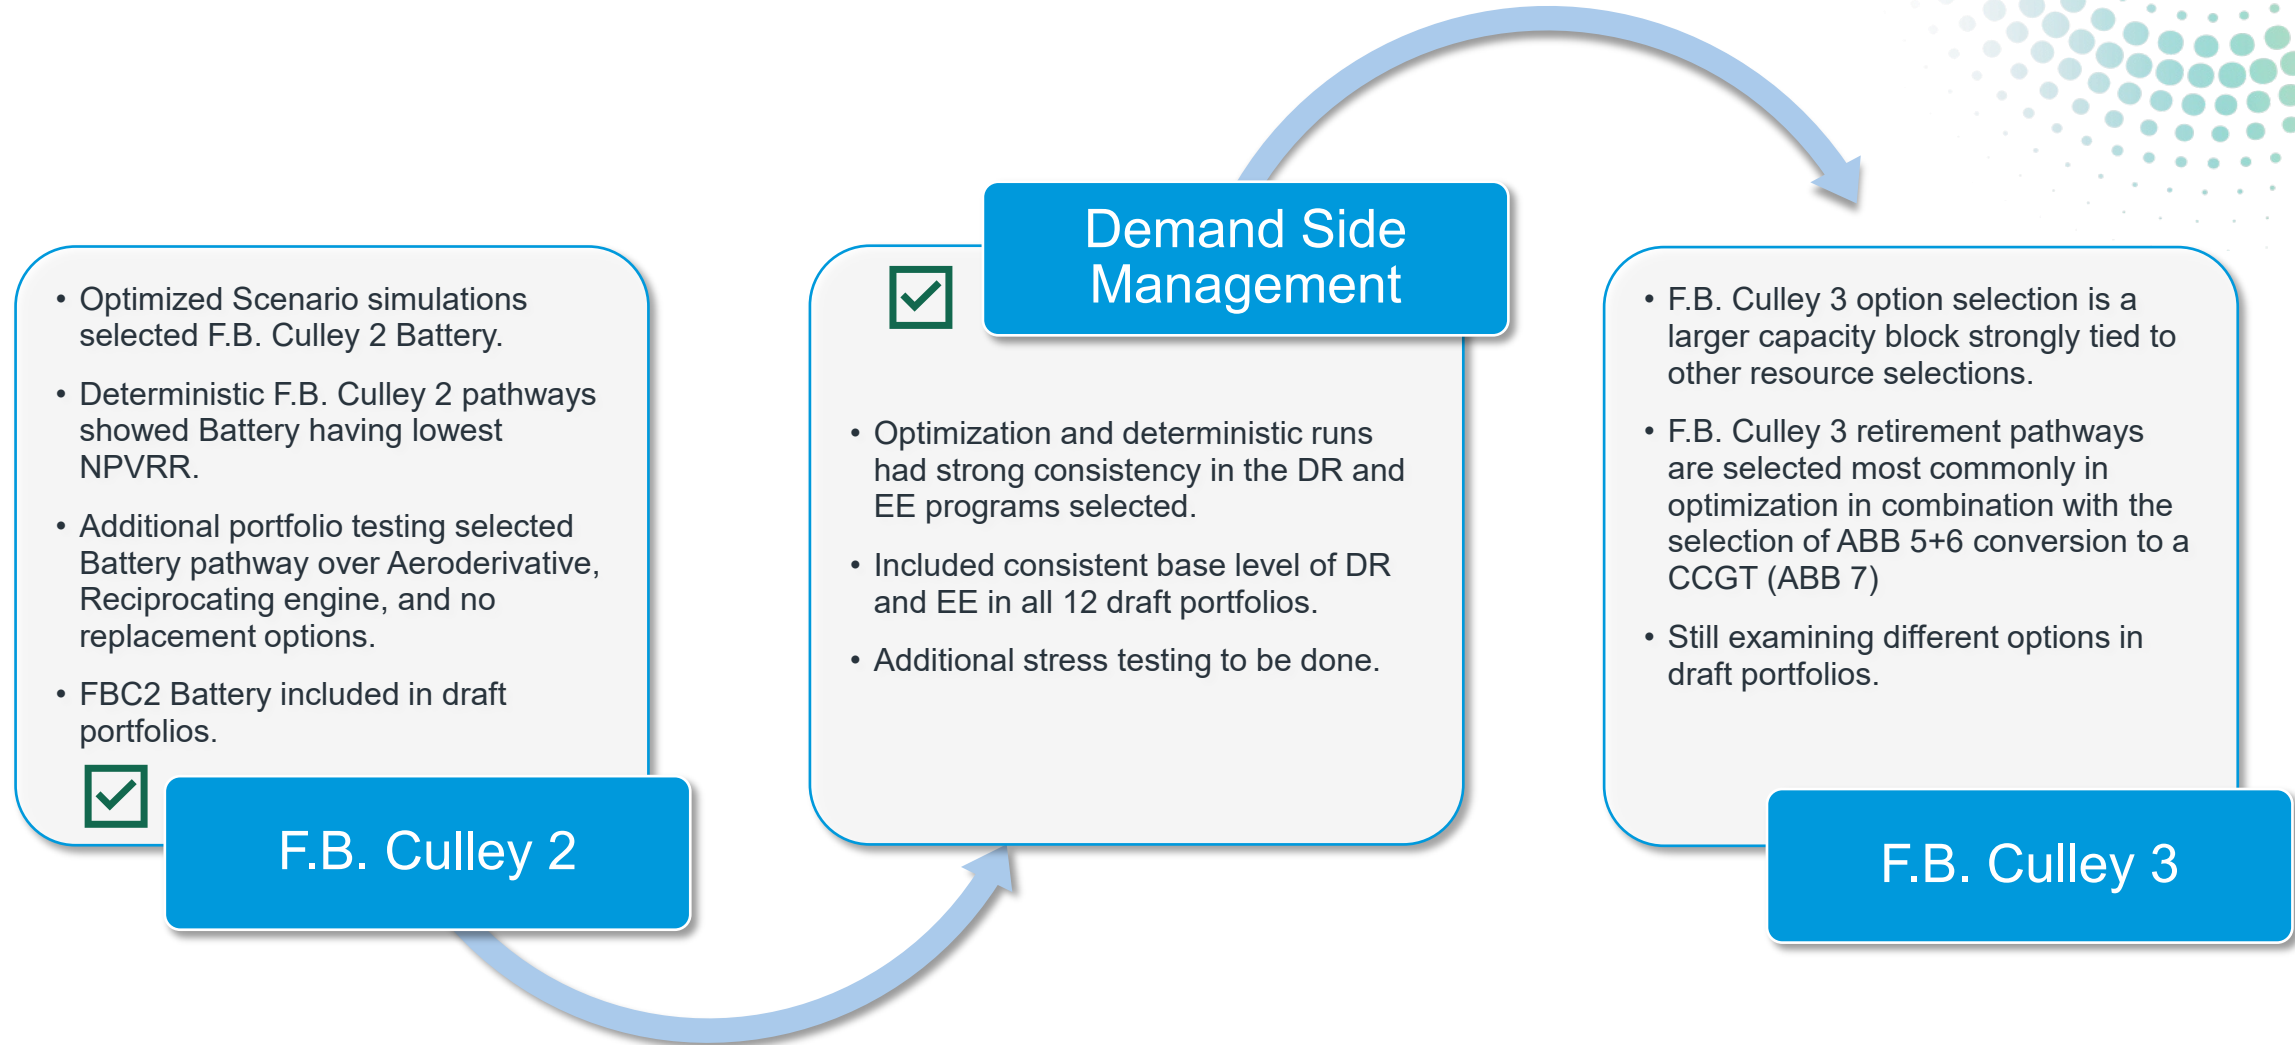 • Optimized Scenario simulations
selected F.B. Culley 2 Battery.
• Deterministic F.B. Culley 2 pathways
showed Battery having lowest
NPVRR.
• Additional portfolio testing selected
Battery pathway over Aeroderivative,
Reciprocating engine, and no
replacement options.
• FBC2 Battery included in draft
portfolios.
F.B. Culley 2
Demand Side
Management
• Optimization and deterministic runs
had strong consistency in the DR and
EE programs selected.
• Included consistent base level of DR
and EE in all 12 draft portfolios.
• Additional stress testing to be done.
• F.B. Culley 3 option selection is a
larger capacity block strongly tied to
other resource selections.
• F.B. Culley 3 retirement pathways
are selected most commonly in
optimization in combination with the
selection of ABB 5+6 conversion to a
CCGT (ABB 7)
• Still examining different options in
draft portfolios.
F.B. Culley 3